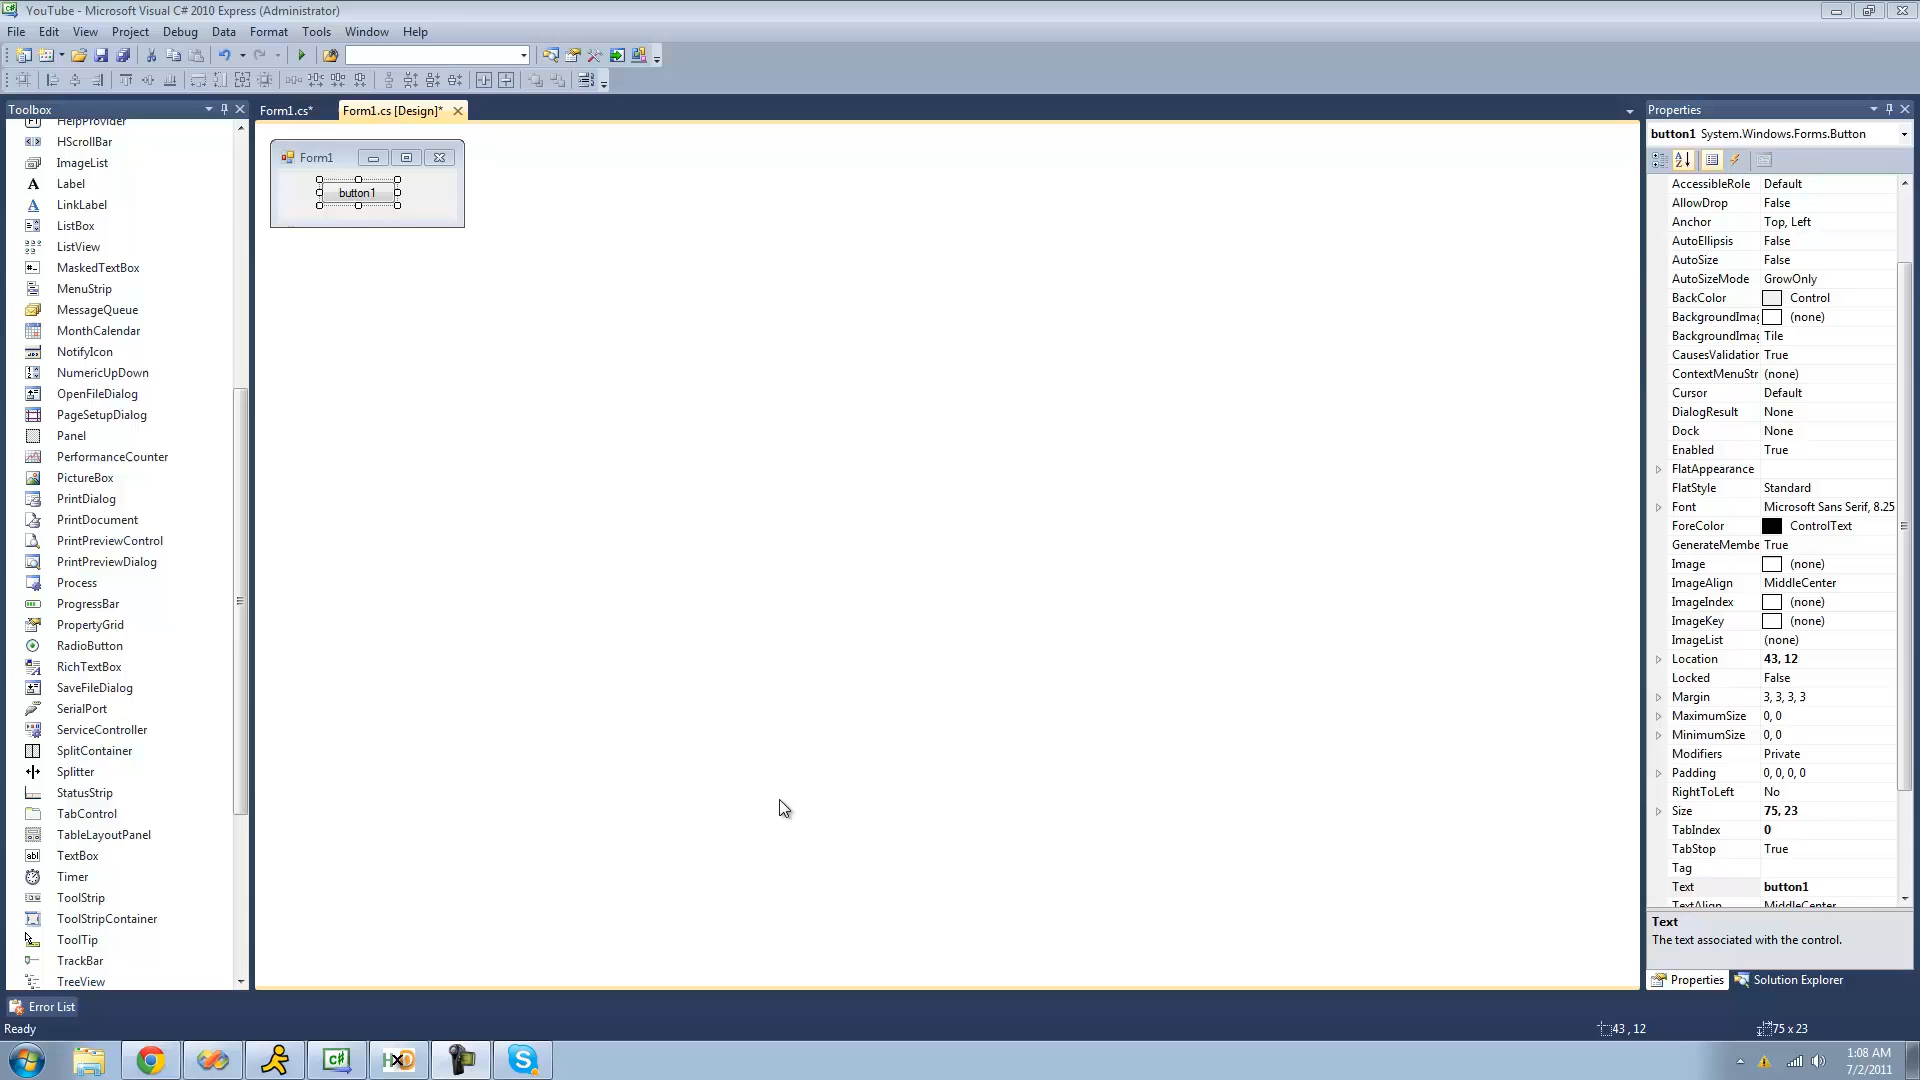 YouTube - Microsoft Visual C# 2010 Express (Administrator)
File Edit View Project Debug Data Format Tools Window Help
Toolbox
Form1.cs*
Form1.cs [Design]*
Properties
HelpProvider
HScrollBar
ImageList
Label
LinkLabel
ListBox
ListView
MaskedTextBox
MenuStrip
MessageQueue
MonthCalendar
NotifyIcon
NumericUpDown
OpenFileDialog
PageSetupDialog
Panel
PerformanceCounter
PictureBox
PrintDialog
PrintDocument
PrintPreviewControl
PrintPreviewDialog
Process
ProgressBar
PropertyGrid
RadioButton
RichTextBox
SaveFileDialog
SerialPort
ServiceController
SplitContainer
Splitter
StatusStrip
TabControl
TableLayoutPanel
TextBox
Timer
ToolStrip
ToolStripContainer
ToolTip
TrackBar
TreeView
Form1
button1
button1 System.Windows.Forms.Button
AccessibleRole Default
AllowDrop False
Anchor Top, Left
AutoEllipsis False
AutoSize False
AutoSizeMode GrowOnly
BackColor Control
BackgroundImag (none)
BackgroundImag Tile
CausesValidation True
ContextMenuStr (none)
Cursor Default
DialogResult None
Dock None
Enabled True
FlatAppearance
FlatStyle Standard
Font Microsoft Sans Serif, 8.25
ForeColor ControlText
GenerateMembe True
Image (none)
ImageAlign MiddleCenter
ImageIndex (none)
ImageKey (none)
ImageList (none)
Location 43, 12
Locked False
Margin 3, 3, 3, 3
MaximumSize 0, 0
MinimumSize 0, 0
Modifiers Private
Padding 0, 0, 0, 0
RightToLeft No
Size 75, 23
TabIndex 0
TabStop True
Tag
Text button1
TextAlign MiddleCenter
Text
The text associated with the control.
Properties Solution Explorer
Error List
Ready
43 , 12
75 x 23
1:08 AM
7/2/2011